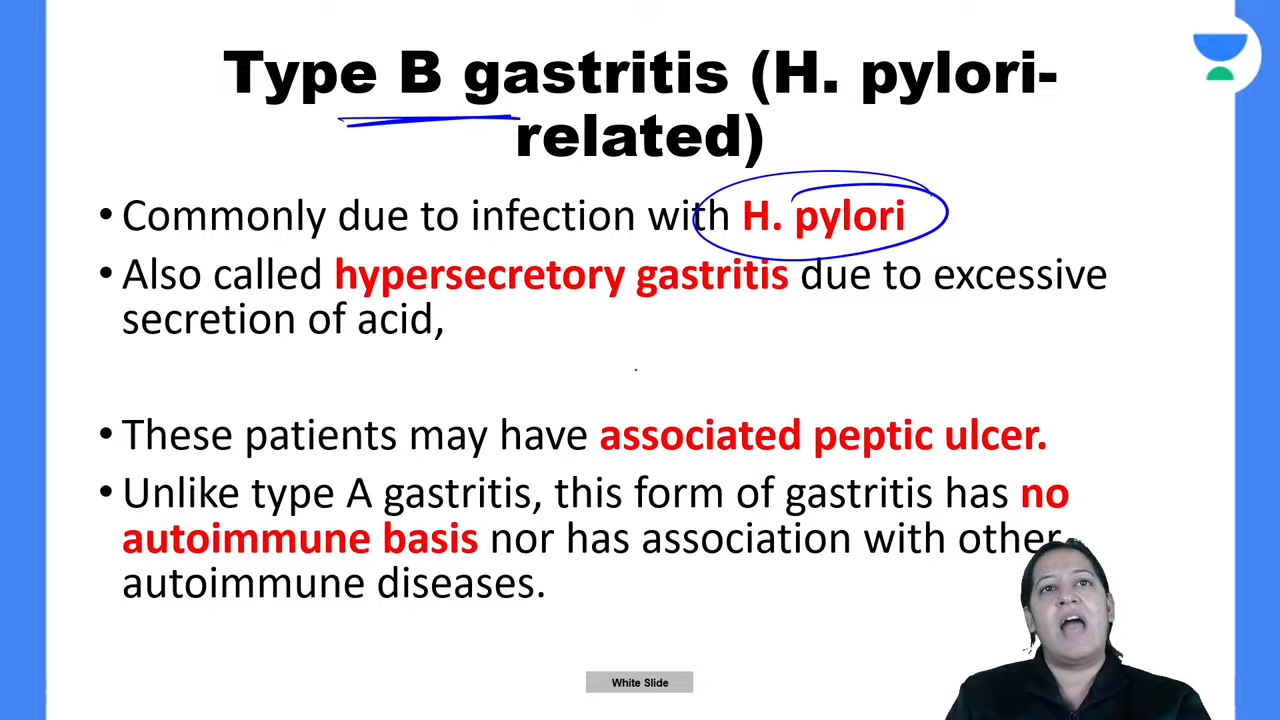 Type B gastritis (H. pylori-
related)
• Commonly due to infection with H. pylori
• Also called hypersecretory gastritis due to excessive
secretion of acid,
• These patients may have associated peptic ulcer.
• Unlike type A gastritis, this form of gastritis has no
autoimmune basis nor has association with other
autoimmune diseases.
White Slide